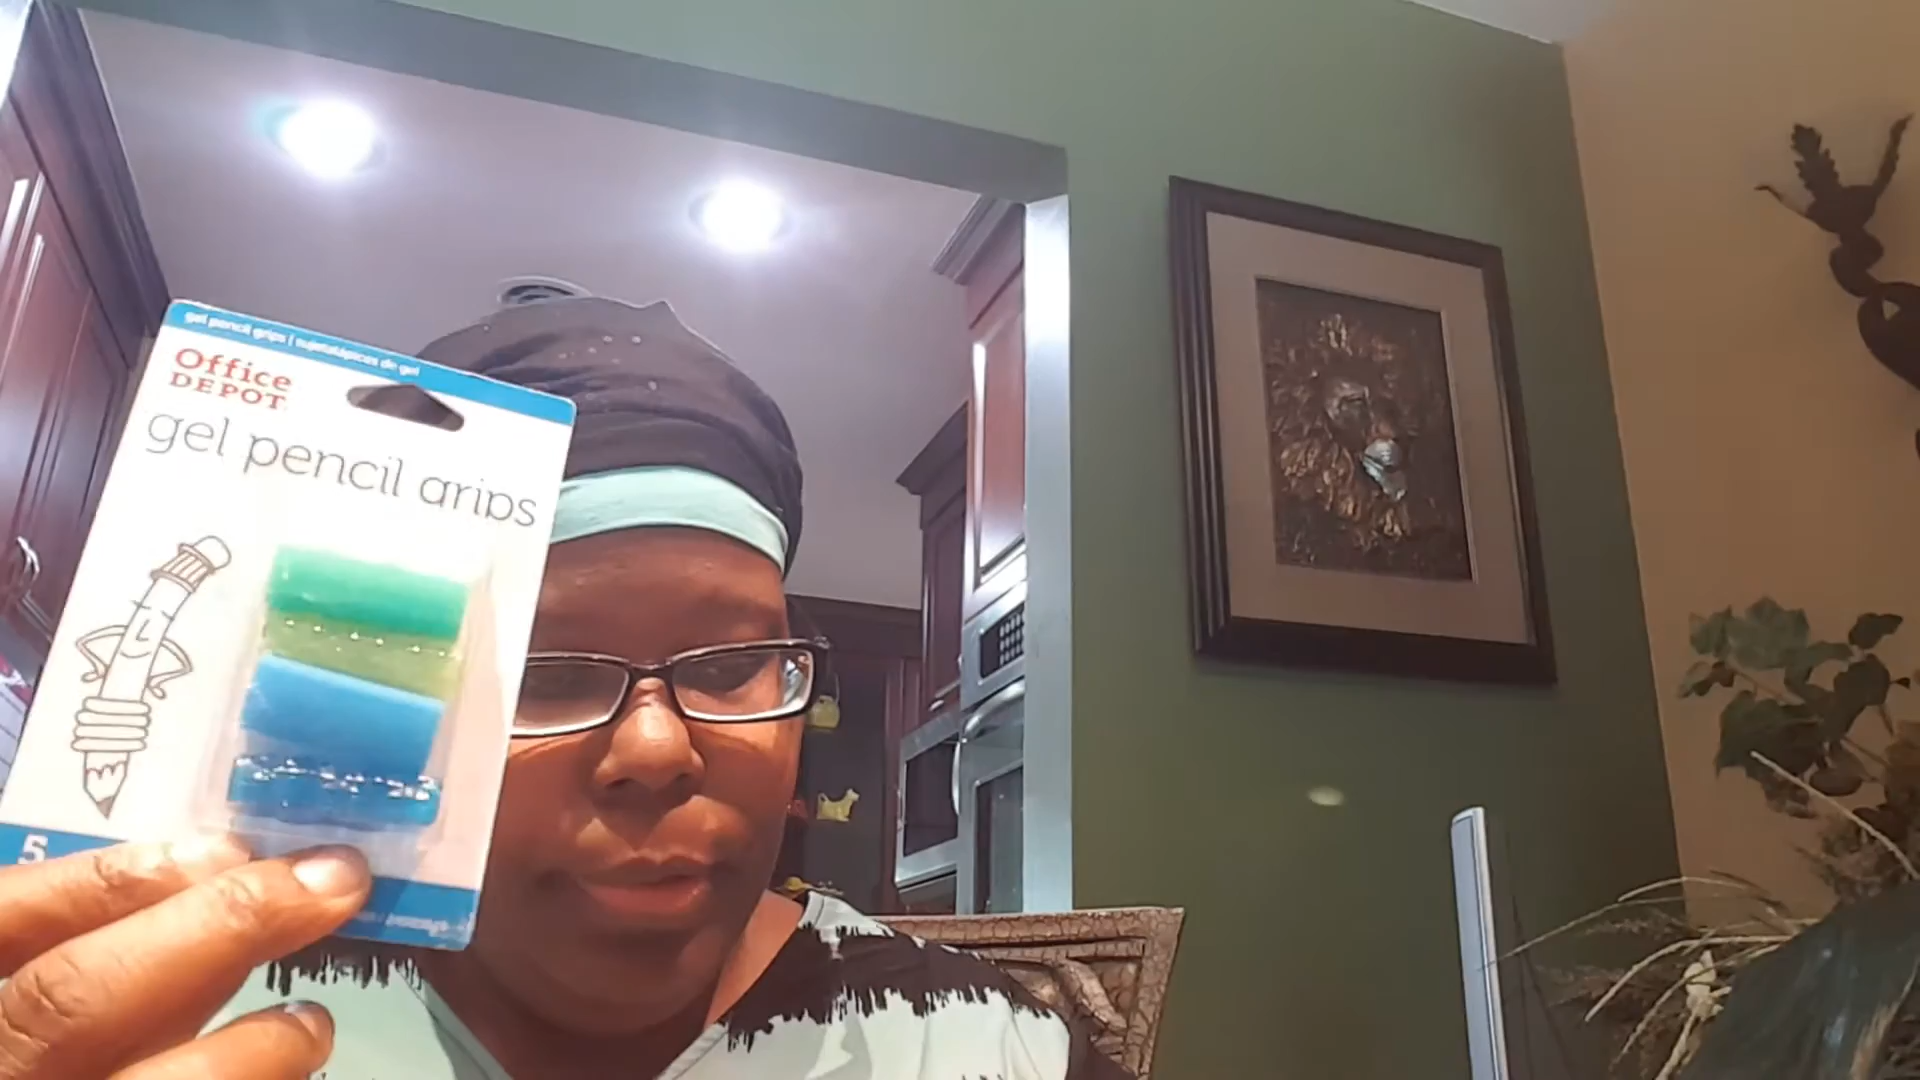 gel pencil grips | sujetalápices de gel
Office
DEPOT
gel pencil grips
5